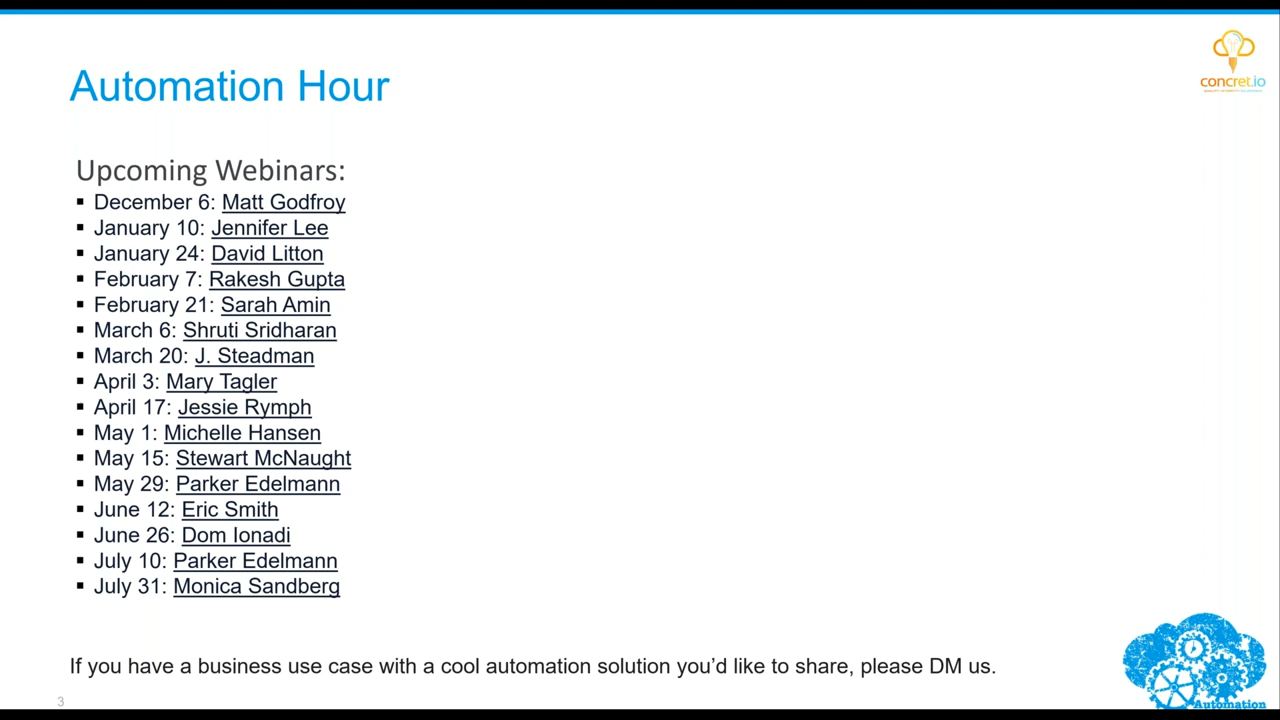 concret.io
Automation Hour
Upcoming Webinars:
▪ December 6: Matt Godfroy
▪ January 10: Jennifer Lee
▪ January 24: David Litton
▪ February 7: Rakesh Gupta
▪ February 21: Sarah Amin
▪ March 6: Shruti Sridharan
▪ March 20: J. Steadman
▪ April 3: Mary Tagler
▪ April 17: Jessie Rymph
▪ May 1: Michelle Hansen
▪ May 15: Stewart McNaught
▪ May 29: Parker Edelmann
▪ June 12: Eric Smith
▪ June 26: Dom Ionadi
▪ July 10: Parker Edelmann
▪ July 31: Monica Sandberg
If you have a business use case with a cool automation solution you’d like to share, please DM us.
3
Automation